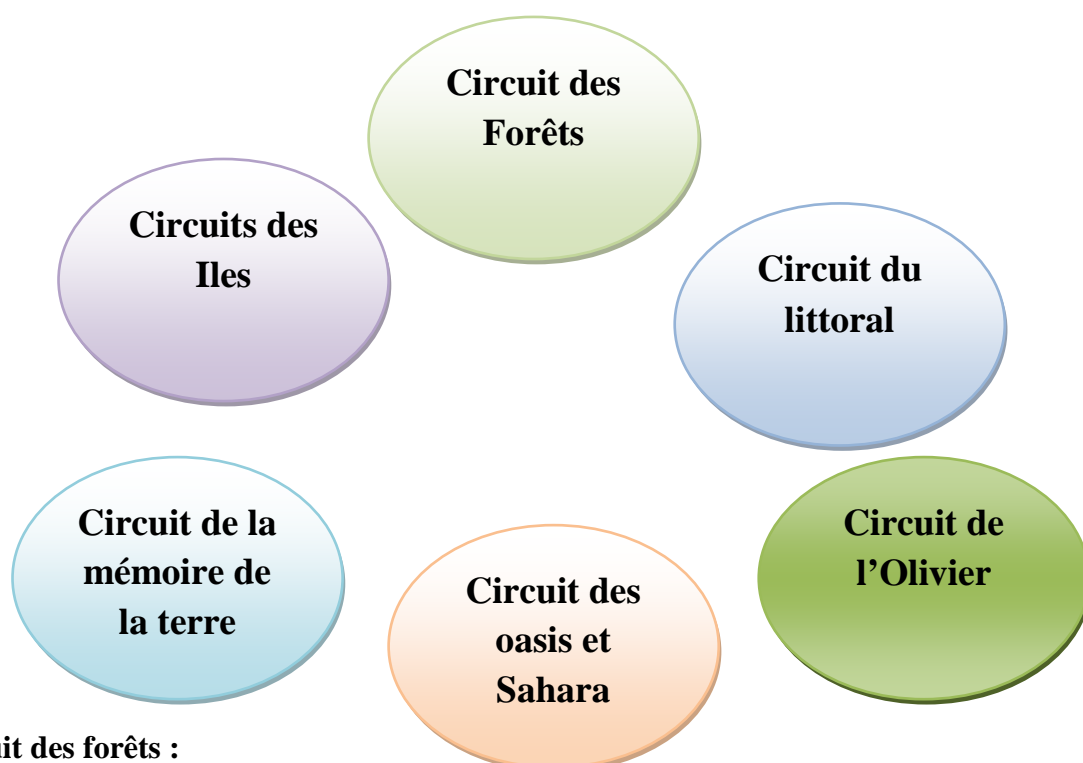 Circuit des
Forêts
Circuits des
Iles
Circuit du
littoral
Circuit de la
mémoire de
la terre
Circuit des
oasis et
Sahara
Circuit de
l’Olivier
des forêts :